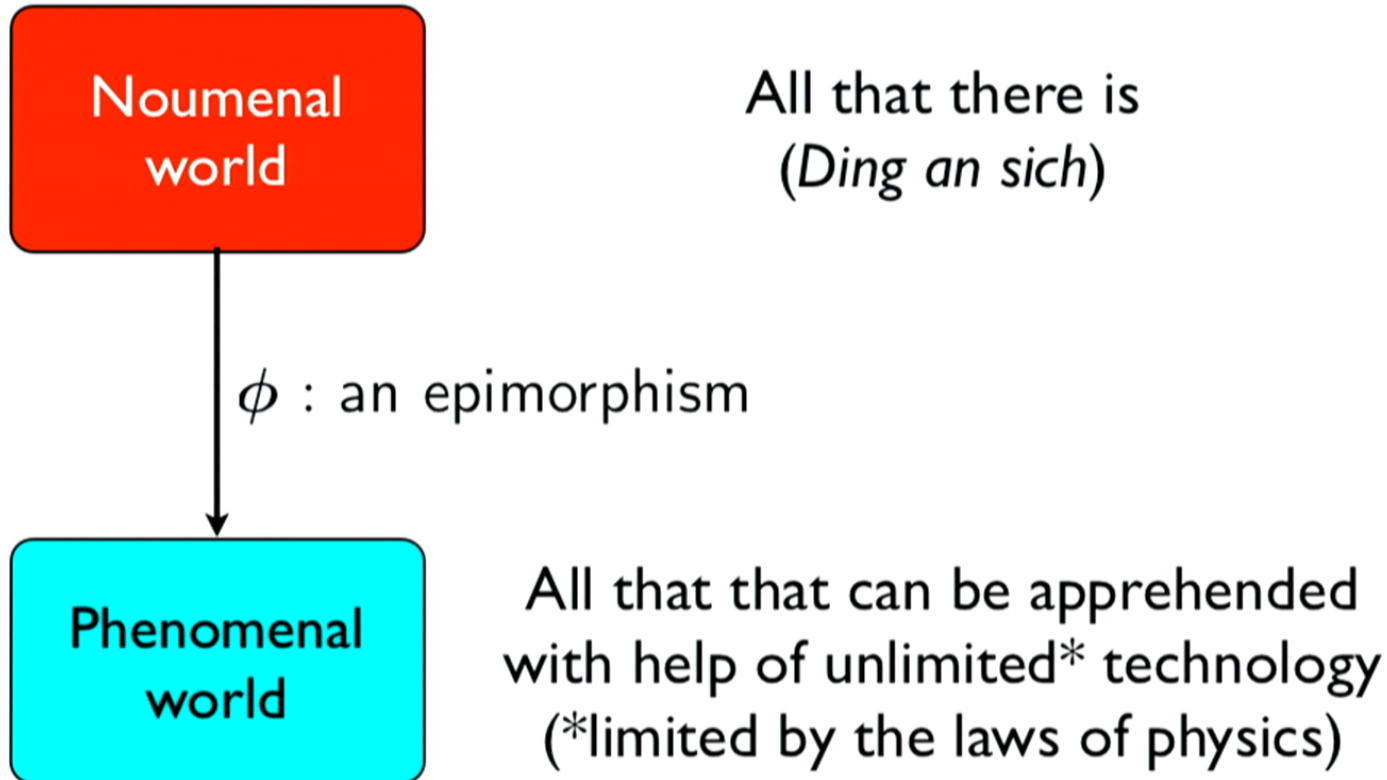 Noumenal
world
All that there is
(Ding an sich)
ϕ : an epimorphism
Phenomenal
world
All that that can be apprehended
with help of unlimited* technology
(*limited by the laws of physics)